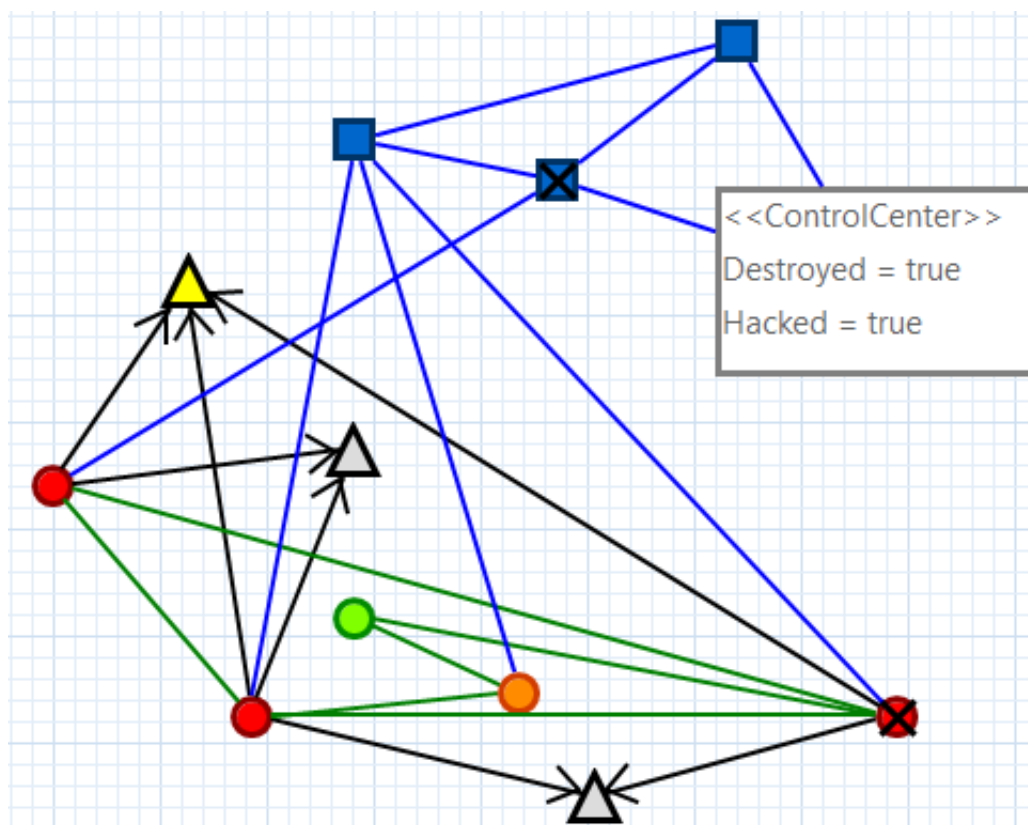 <<ControlCenter>>
Destroyed = true
Hacked = true